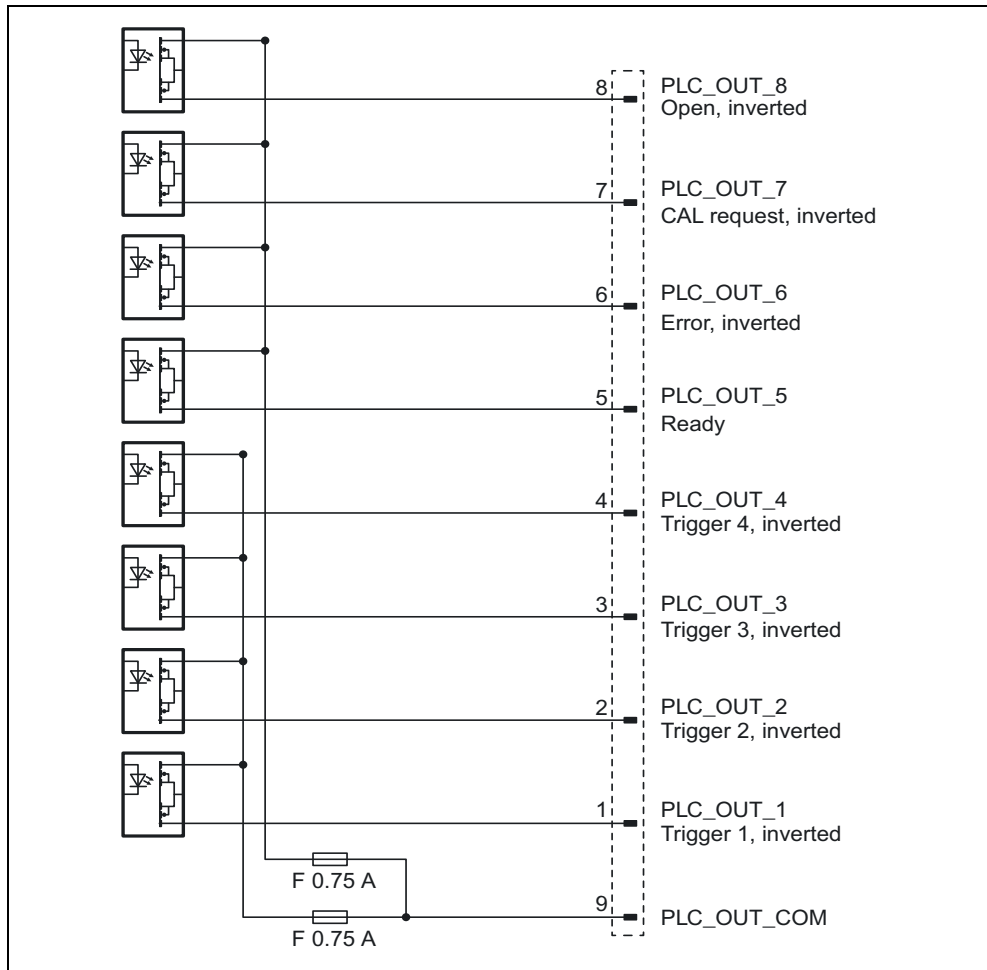 8
PLC_OUT_8
Open, inverted
7
PLC_OUT_7
CAL request, inverted
6
PLC_OUT_6
Error, inverted
5
PLC_OUT_5
Ready
4
PLC_OUT_4
Trigger 4, inverted
3
PLC_OUT_3
Trigger 3, inverted
2
PLC_OUT_2
Trigger 2, inverted
1
PLC_OUT_1
Trigger 1, inverted
F 0.75 A
9
PLC_OUT_COM
F 0.75 A